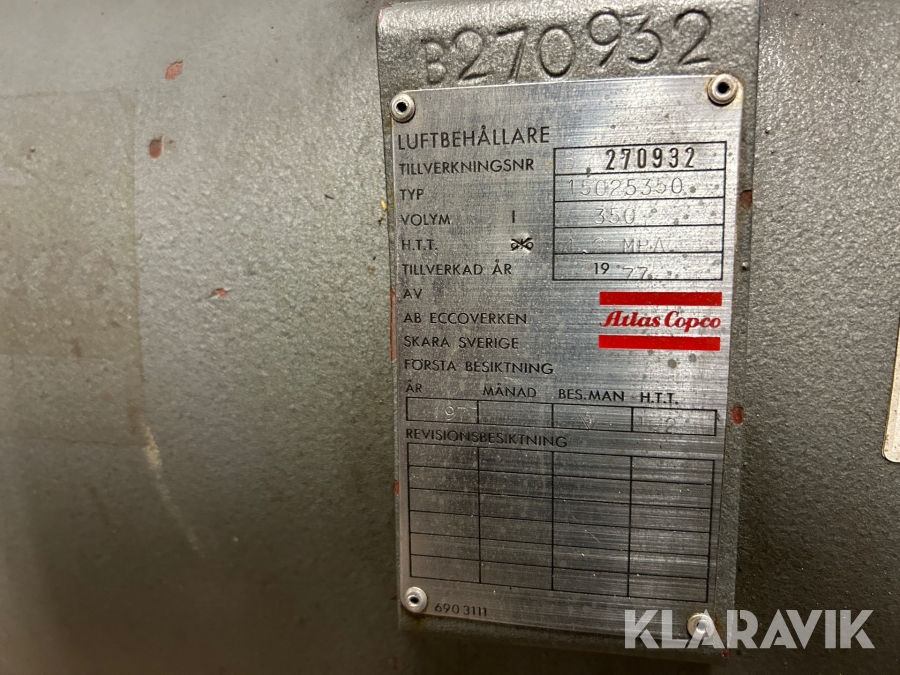 B270932
LUFTBEHÅLLARE
TILLVERKNINGSNR 270932
TYP 15025350
VOLYM l 350
H.T.T. MPA
TILLVERKAD ÅR 1977
AV
AB ECCOVERKEN Atlas Copco
SKARA SVERIGE
FÖRSTA BESIKTNING
ÅR MÅNAD BES.MAN H.T.T.
REVISIONSBESIKTNING
690 3111
KLARAVIK